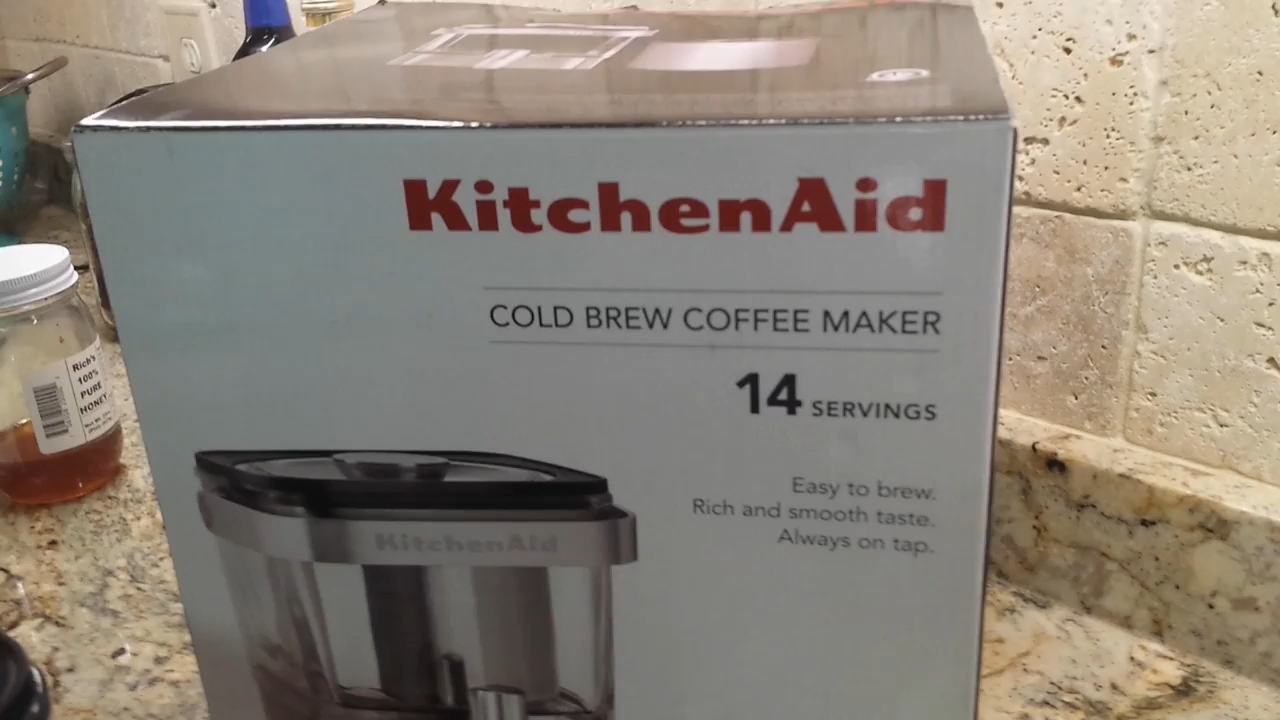 KitchenAid
COLD BREW COFFEE MAKER
14 SERVINGS
Easy to brew.
Rich and smooth taste.
Always on tap.
KitchenAid
Rich's
100%
PURE
HONEY